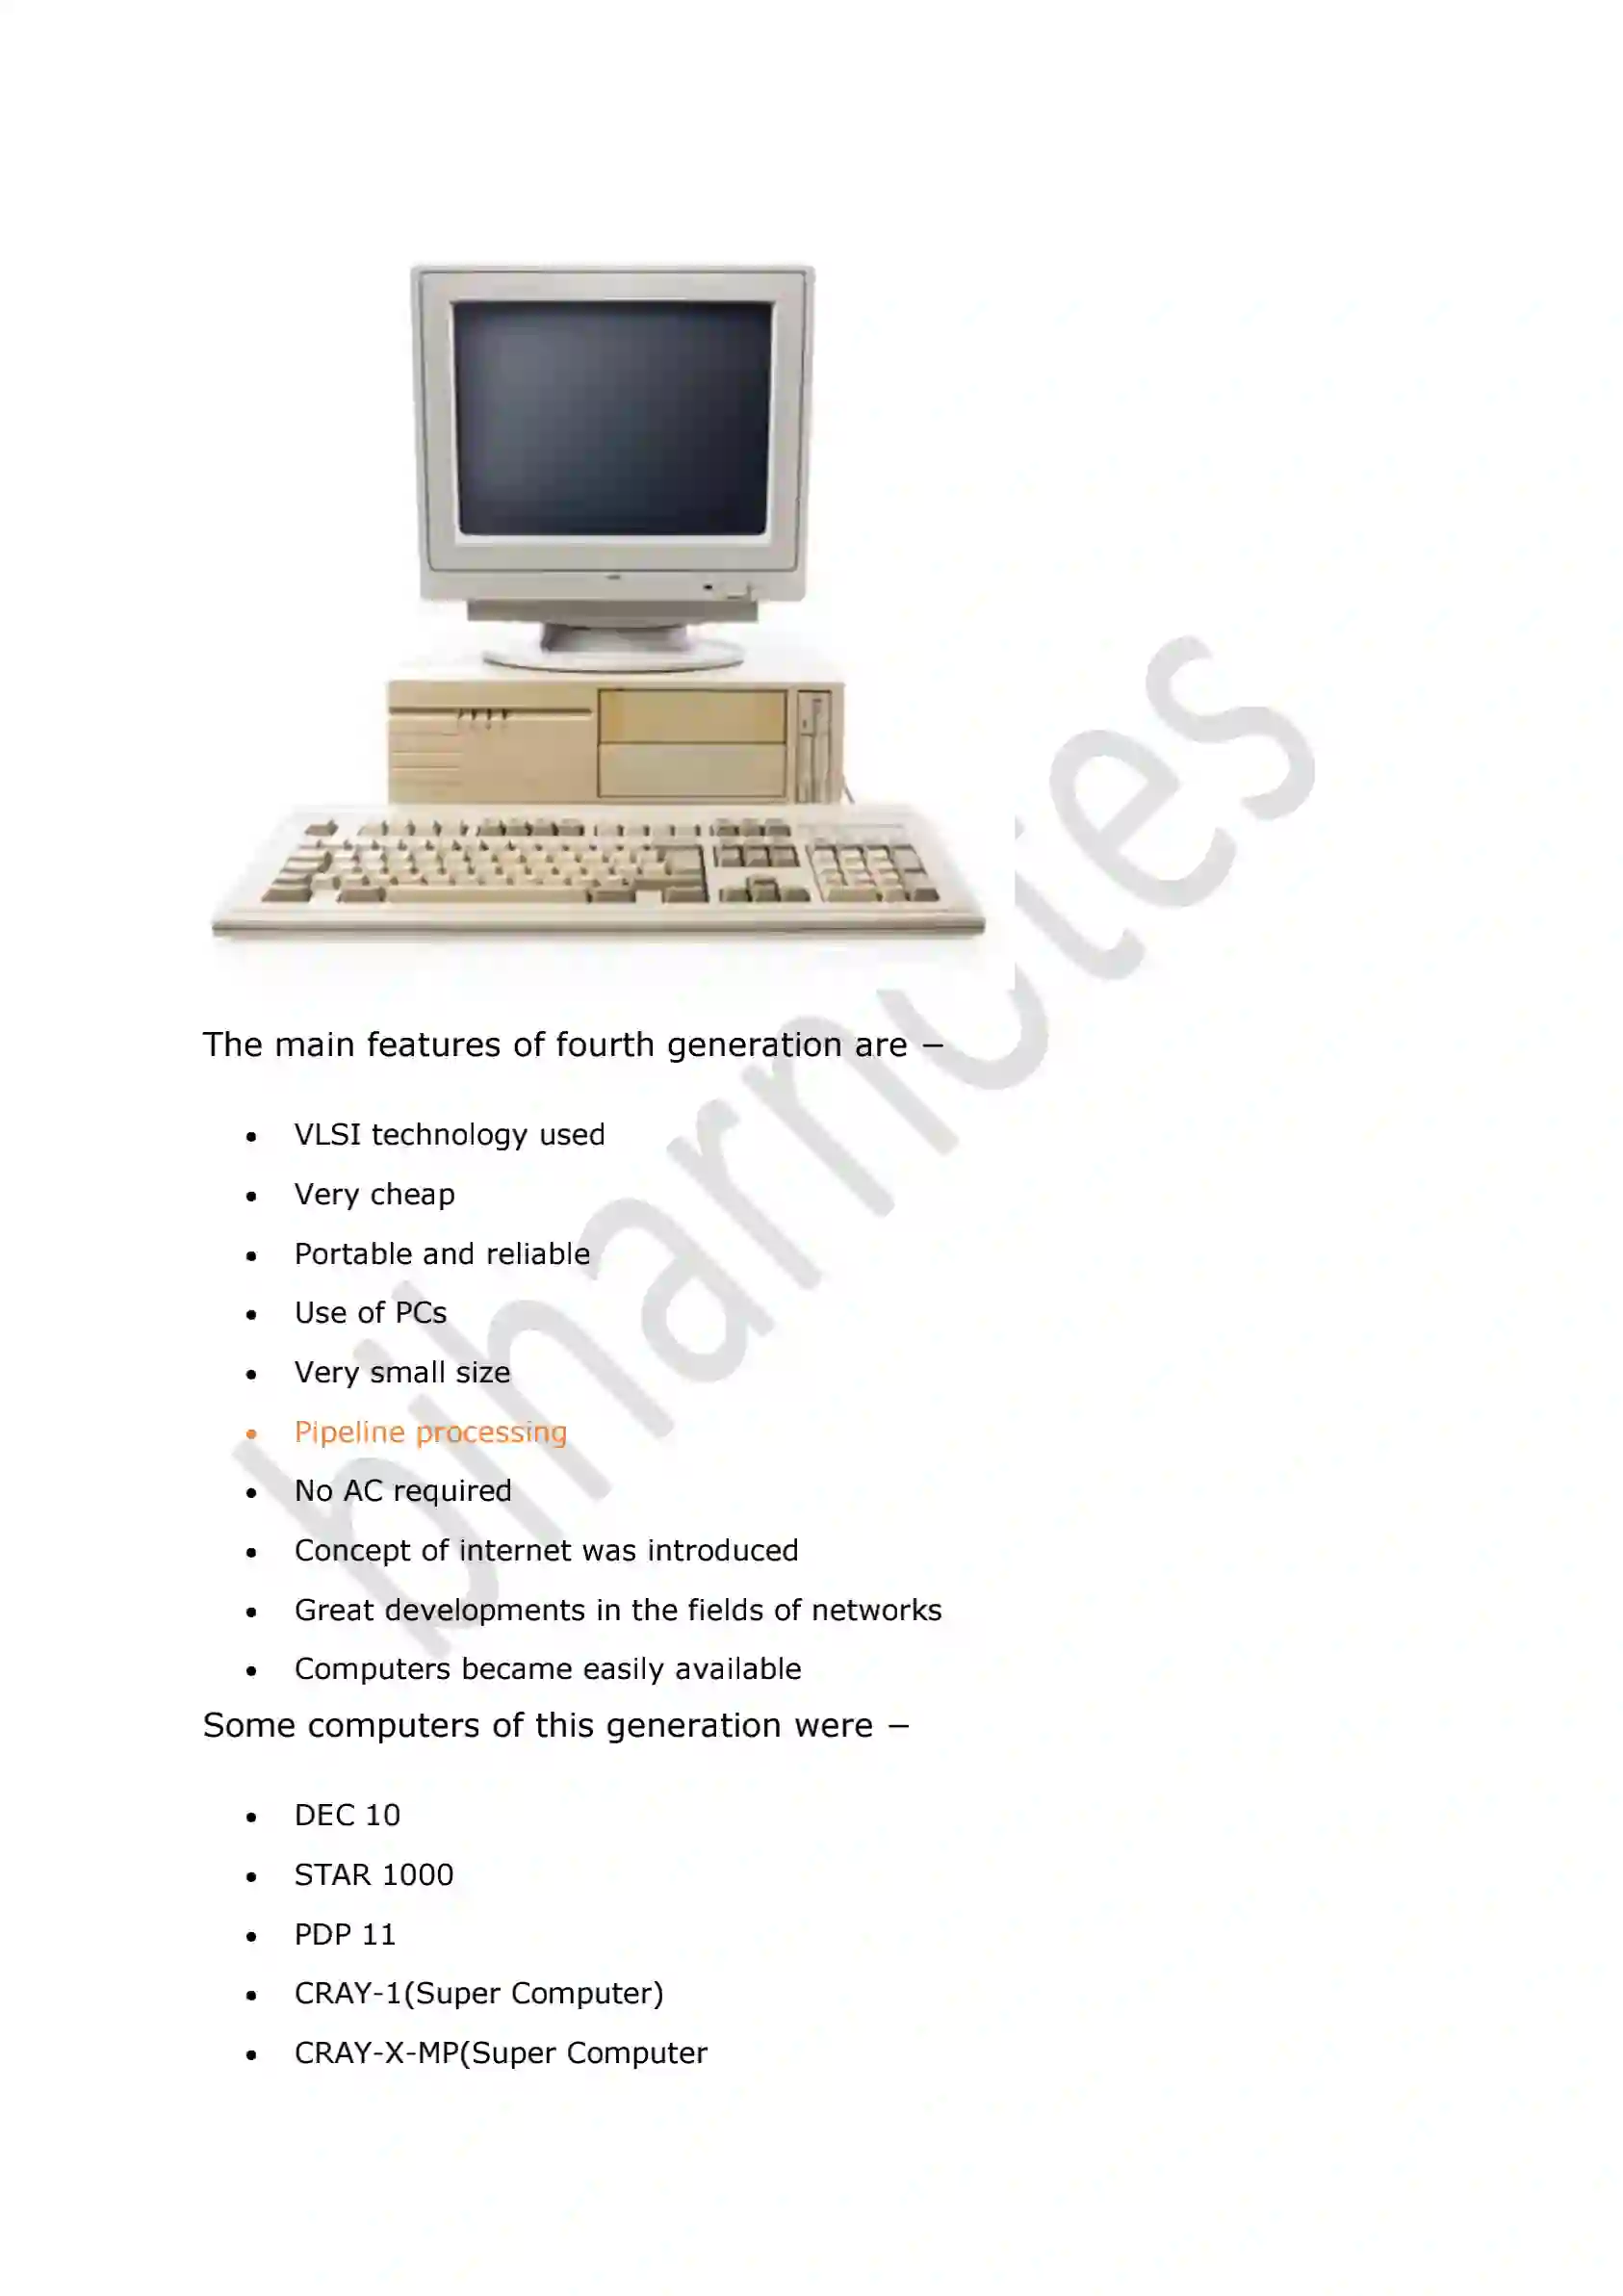 The main features of fourth generation are −
• VLSI technology used
• Very cheap
• Portable and reliable
• Use of PCs
• Very small size
• Pipeline processing
• No AC required
• Concept of internet was introduced
• Great developments in the fields of networks
• Computers became easily available
Some computers of this generation were −
• DEC 10
• STAR 1000
• PDP 11
• CRAY-1(Super Computer)
• CRAY-X-MP(Super Computer
biharnotes